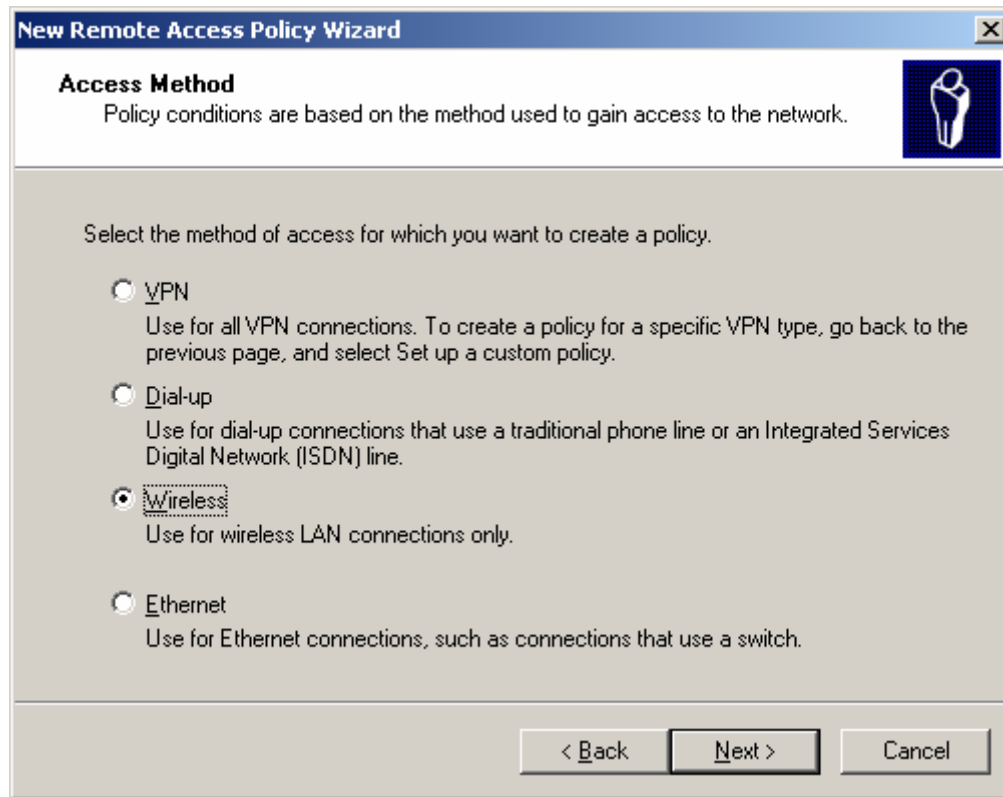 New Remote Access Policy Wizard
Access Method
Policy conditions are based on the method used to gain access to the network.
Select the method of access for which you want to create a policy.
VPN
Use for all VPN connections. To create a policy for a specific VPN type, go back to the
previous page, and select Set up a custom policy.
Dial-up
Use for dial-up connections that use a traditional phone line or an Integrated Services
Digital Network (ISDN) line.
Wireless
Use for wireless LAN connections only.
Ethernet
Use for Ethernet connections, such as connections that use a switch.
< Back Next > Cancel